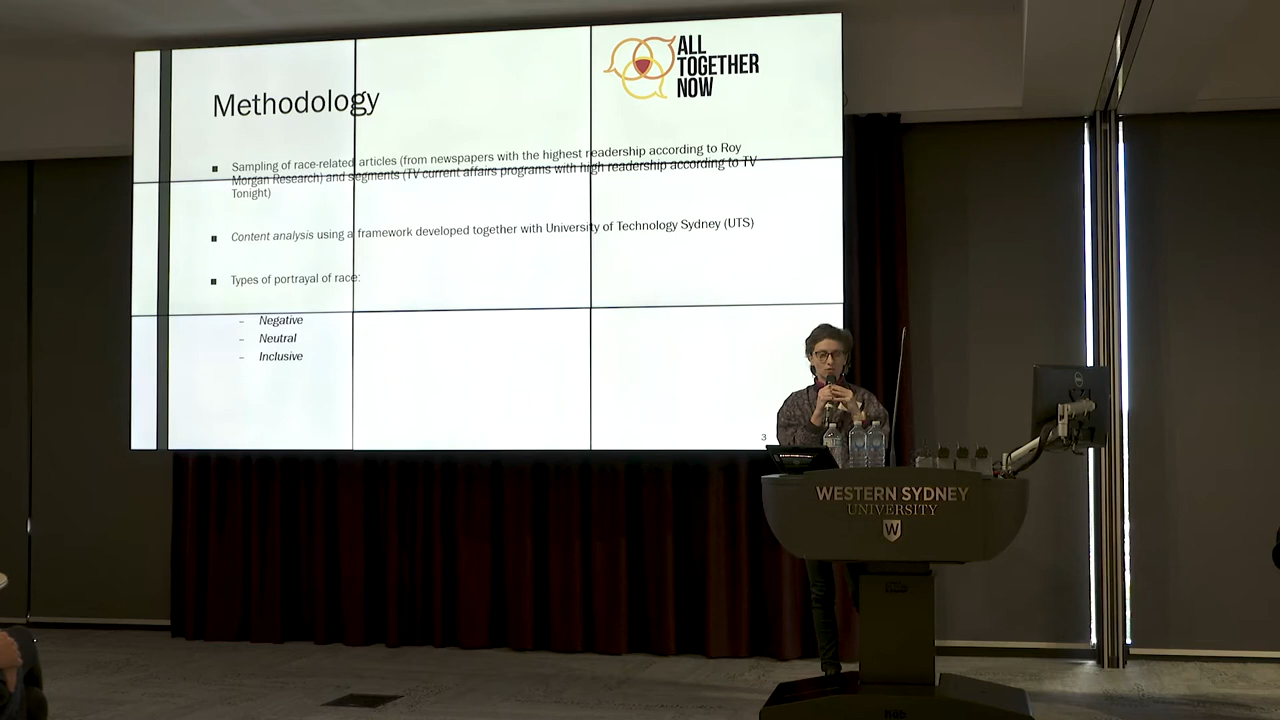 ALL
TOGETHER
NOW
Methodology
Sampling of race-related articles (from newspapers with the highest readership according to Roy
Morgan Research) and segments (TV current affairs programs with high readership according to TV
Tonight)
Content analysis using a framework developed together with University of Technology Sydney (UTS)
Types of portrayal of race:
– Negative
– Neutral
– Inclusive
3
WESTERN SYDNEY
UNIVERSITY
W